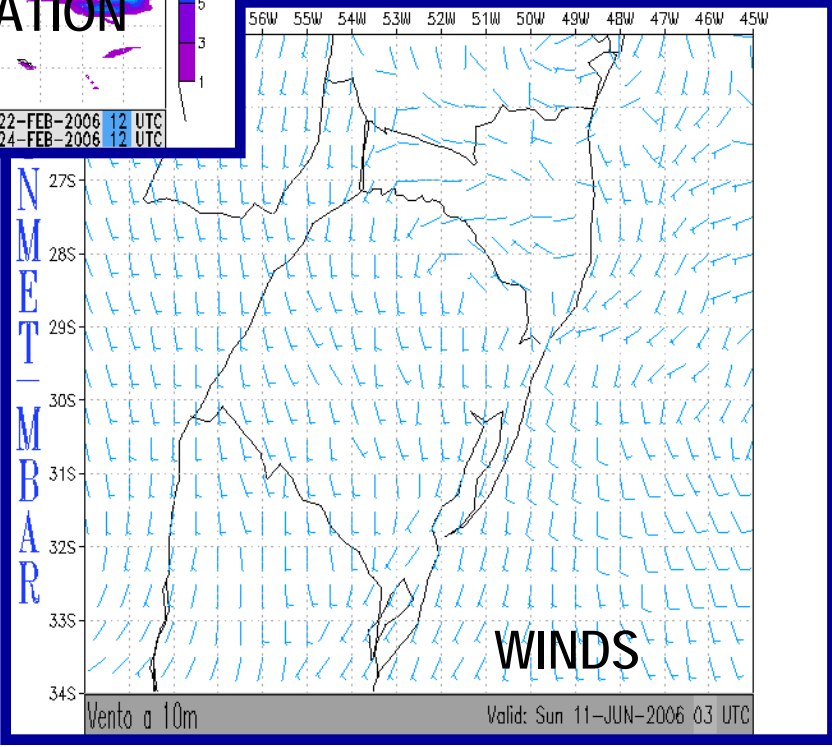 ATION
5
3
1
22-FEB-2006 12 UTC
24-FEB-2006 12 UTC
56W 55W 54W 53W 52W 51W 50W 49W 48W 47W 46W 45W
27S
28S
29S
30S
31S
32S
33S
34S
NMET-MBAR
WINDS
Vento a 10m
Valid: Sun 11-JUN-2006 03 UTC